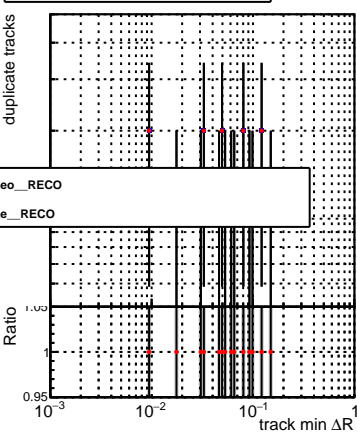 duplicate tracks
eo__RECO
e__RECO
Ratio
1.05
1
0.95
10⁻³ 10⁻² 10⁻¹ 1
track min ΔR